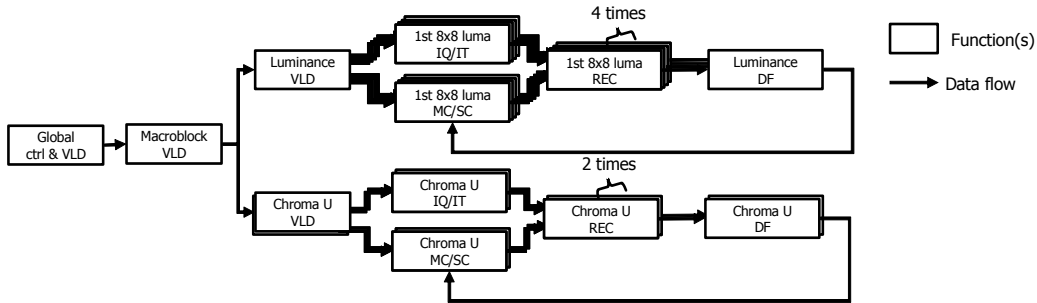 4 times
1st 8x8 luma
IQ/IT
Function(s)
Luminance
VLD
1st 8x8 luma
REC
Luminance
DF
1st 8x8 luma
MC/SC
Data flow
Global
ctrl & VLD
Macroblock
VLD
2 times
Chroma U
IQ/IT
Chroma U
VLD
Chroma U
REC
Chroma U
DF
Chroma U
MC/SC